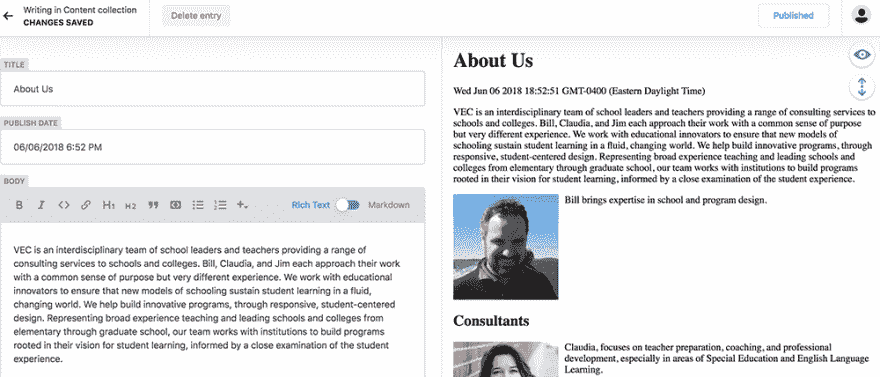 Writing in Content collection
CHANGES SAVED
Delete entry
Published
TITLE
About Us
PUBLISH DATE
06/06/2018 6:52 PM
BODY
B I <> H1 H2 Rich Text Markdown
VEC is an interdisciplinary team of school leaders and teachers providing a range of
consulting services to schools and colleges. Bill, Claudia, and Jim each approach their work
with a common sense of purpose but very different experience. We work with educational
innovators to ensure that new models of schooling sustain student learning in a fluid,
changing world. We help build innovative programs, through responsive, student-centered
design. Representing broad experience teaching and leading schools and colleges from
elementary through graduate school, our team works with institutions to build programs
rooted in their vision for student learning, informed by a close examination of the student
experience.
About Us
Wed Jun 06 2018 18:52:51 GMT-0400 (Eastern Daylight Time)
VEC is an interdisciplinary team of school leaders and teachers providing a range of consulting services to
schools and colleges. Bill, Claudia, and Jim each approach their work with a common sense of purpose
but very different experience. We work with educational innovators to ensure that new models of
schooling sustain student learning in a fluid, changing world. We help build innovative programs, through
responsive, student-centered design. Representing broad experience teaching and leading schools and
colleges from elementary through graduate school, our team works with institutions to build programs
rooted in their vision for student learning, informed by a close examination of the student experience.
Bill brings expertise in school and program design.
Consultants
Claudia, focuses on teacher preparation, coaching, and professional
development, especially in areas of Special Education and English Language
Learning.